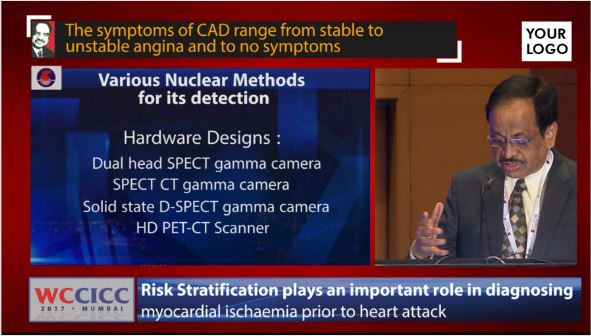 The symptoms of CAD range from stable to
unstable angina and to no symptoms
YOUR
LOGO
Various Nuclear Methods
for its detection
Hardware Designs :
Dual head SPECT gamma camera
SPECT CT gamma camera
Solid state D-SPECT gamma camera
HD PET-CT Scanner
WCCICC
2017 • MUMBAI
Risk Stratification plays an important role in diagnosing
myocardial ischaemia prior to heart attack